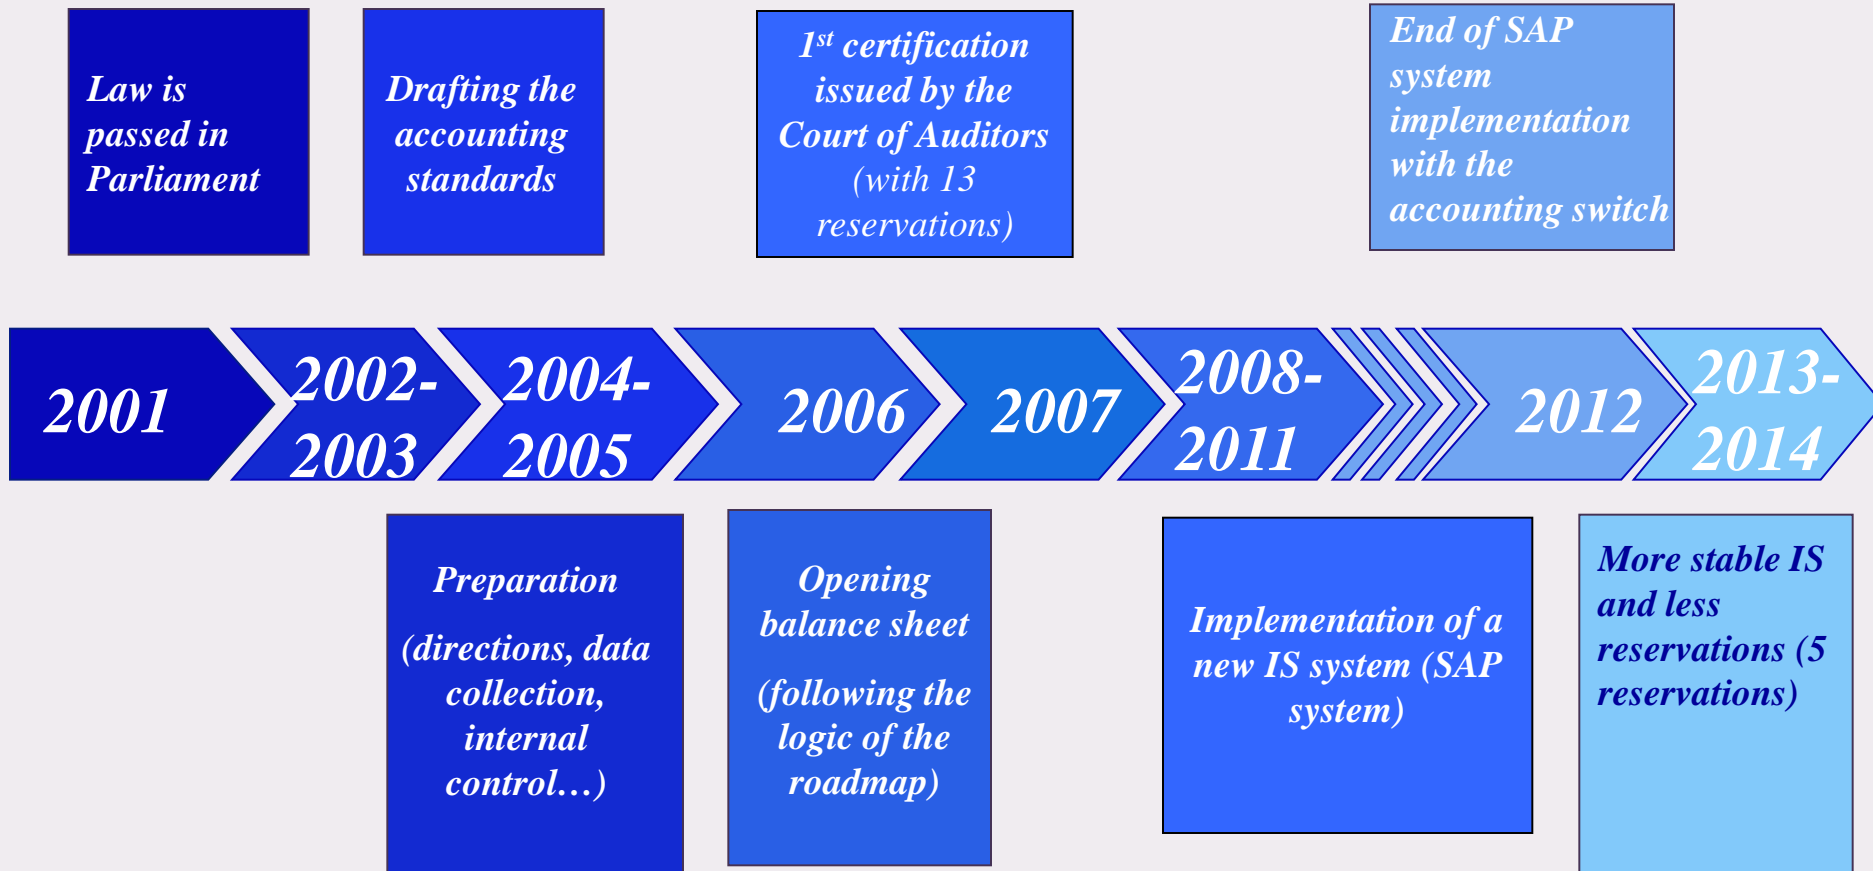 Law is
passed in
Parliament
Drafting the
accounting
standards
1st certification
issued by the
Court of Auditors
(with 13
reservations)
End of SAP
system
implementation
with the
accounting switch
2001
2002-
2003
2004-
2005
2006
2007
2008-
2011
2012
2013-
2014
Preparation
(directions, data
collection,
internal
control…)
Opening
balance sheet
(following the
logic of the
roadmap)
Implementation of a
new IS system (SAP
system)
More stable IS
and less
reservations (5
reservations)